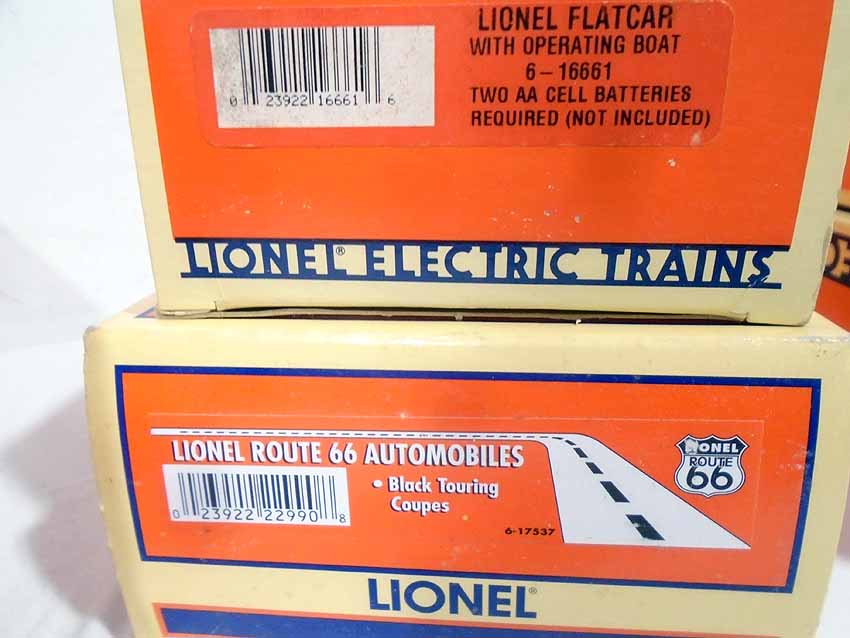 LIONEL FLATCAR
WITH OPERATING BOAT
6-16661
TWO AA CELL BATTERIES
REQUIRED (NOT INCLUDED)
0 23922 16661 6
LIONEL® ELECTRIC TRAINS
LIONEL ROUTE 66 AUTOMOBILES
• Black Touring
Coupes
0 23922 22990 8
6-17537
LIONEL
ROUTE
66
LIONEL®